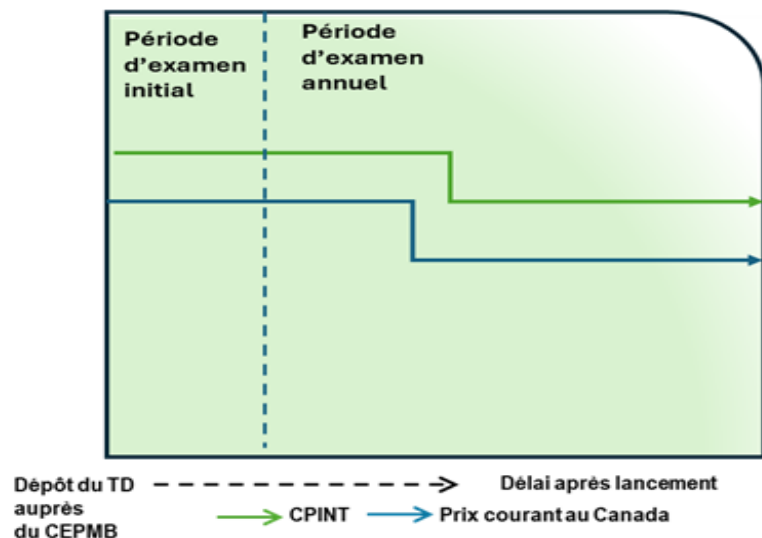 Période
d'examen
initial
Période
d'examen
annuel
Dépôt du TD
auprès
du CEPMB
Délai après lancement
CPINT
Prix courant au Canada